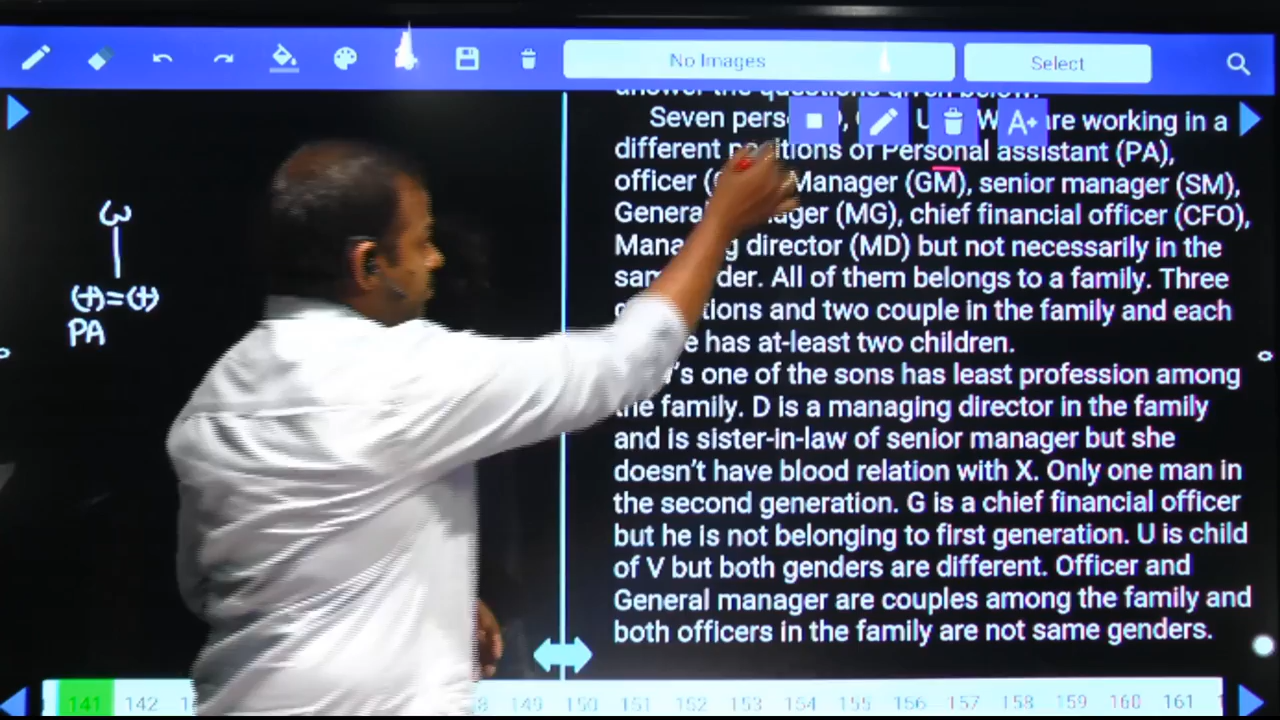 No Images
Select
answer the questions given below.
Seven are working in a
different positions of Personal assistant (PA),
officer Manager (GM), senior manager (SM),
(MG), chief financial officer (CFO),
director (MD) but not necessarily in the
All of them belongs to a family. Three
and two couple in the family and each
has at-least two children.
's one of the sons has least profession among
the family. D is a managing director in the family
and is sister-in-law of senior manager but she
doesn't have blood relation with X. Only one man in
the second generation. G is a chief financial officer
but he is not belonging to first generation. U is child
of V but both genders are different. Officer and
General manager are couples among the family and
both officers in the family are not same genders.
A+
(+)=(+)
PA
141 142 149 150 151 152 153 154 155 156 157 158 159 160 161